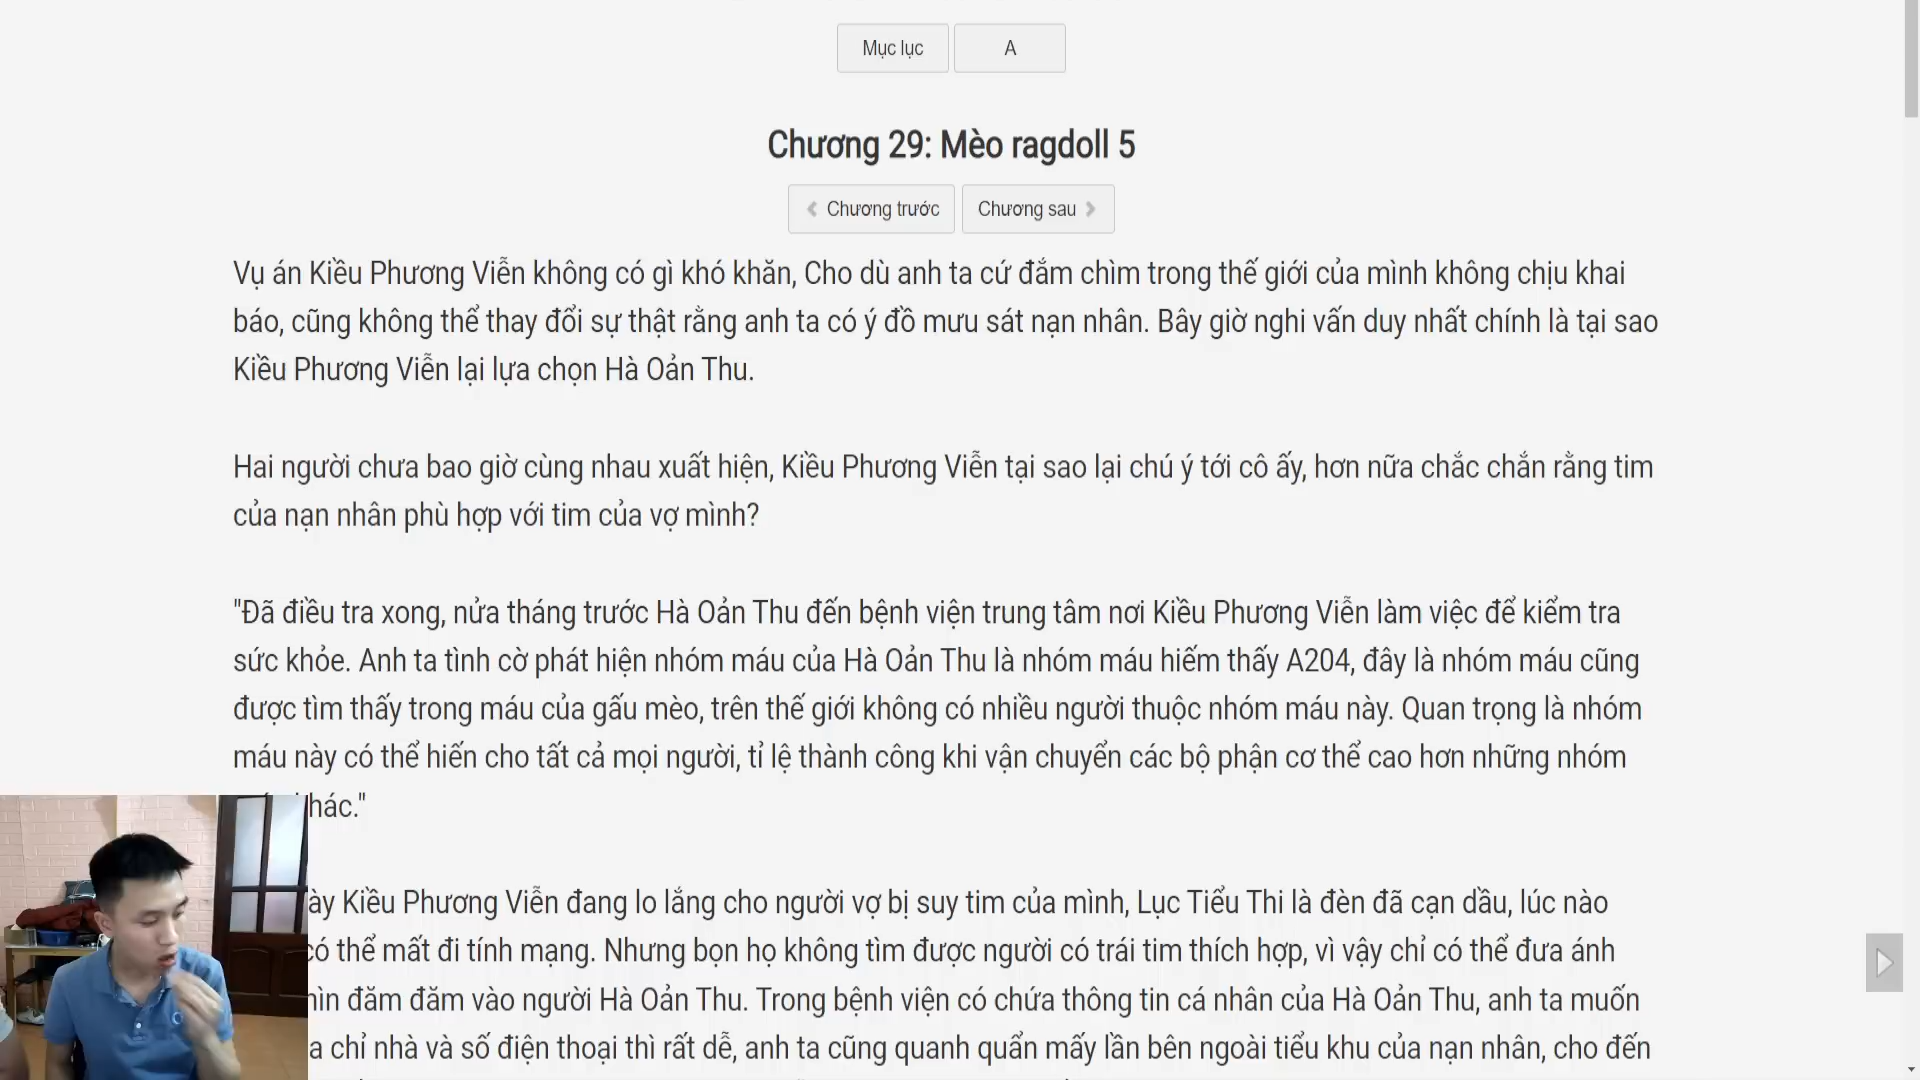 Mục lục
A
Chương 29: Mèo ragdoll 5
Chương trước
Chương sau
Vụ án Kiều Phương Viễn không có gì khó khăn, Cho dù anh ta cứ đắm chìm trong thế giới của mình không chịu khai
báo, cũng không thể thay đổi sự thật rằng anh ta có ý đồ mưu sát nạn nhân. Bây giờ nghi vấn duy nhất chính là tại sao
Kiều Phương Viễn lại lựa chọn Hà Oản Thu.
Hai người chưa bao giờ cùng nhau xuất hiện, Kiều Phương Viễn tại sao lại chú ý tới cô ấy, hơn nữa chắc chắn rằng tim
của nạn nhân phù hợp với tim của vợ mình?
"Đã điều tra xong, nửa tháng trước Hà Oản Thu đến bệnh viện trung tâm nơi Kiều Phương Viễn làm việc để kiểm tra
sức khỏe. Anh ta tình cờ phát hiện nhóm máu của Hà Oản Thu là nhóm máu hiếm thấy A204, đây là nhóm máu cũng
được tìm thấy trong máu của gấu mèo, trên thế giới không có nhiều người thuộc nhóm máu này. Quan trọng là nhóm
máu này có thể hiến cho tất cả mọi người, tỉ lệ thành công khi vận chuyển các bộ phận cơ thể cao hơn những nhóm
hác."
ày Kiều Phương Viễn đang lo lắng cho người vợ bị suy tim của mình, Lục Tiểu Thi là đèn đã cạn dầu, lúc nào
có thể mất đi tính mạng. Nhưng bọn họ không tìm được người có trái tim thích hợp, vì vậy chỉ có thể đưa ánh
hìn đăm đăm vào người Hà Oản Thu. Trong bệnh viện có chứa thông tin cá nhân của Hà Oản Thu, anh ta muốn
a chỉ nhà và số điện thoại thì rất dễ, anh ta cũng quanh quẩn mấy lần bên ngoài tiểu khu của nạn nhân, cho đến